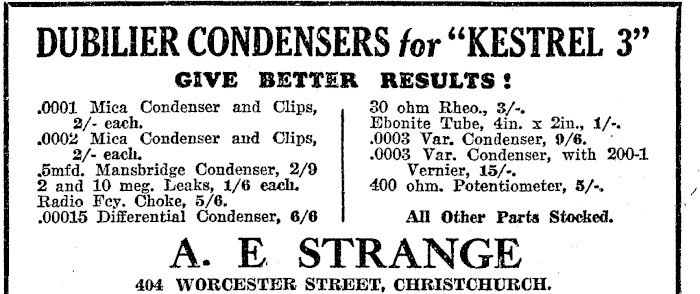 DUBILIER CONDENSERS for "KESTREL 3"
GIVE BETTER RESULTS!
.0001 Mica Condenser and Clips,
2/- each.
.0002 Mica Condenser and Clips,
2/- each.
.5mfd. Mansbridge Condenser, 2/9
2 and 10 meg. Leaks, 1/6 each.
Radio Fcy. Choke, 5/6.
.00015 Differential Condenser, 6/6
30 ohm Rheo., 3/-.
Ebonite Tube, 4in. x 2in., 1/-.
.0003 Var. Condenser, 9/6.
.0003 Var. Condenser, with 200-1
Vernier, 15/-.
400 ohm. Potentiometer, 5/-.
All Other Parts Stocked.
A. E STRANGE
404 WORCESTER STREET, CHRISTCHURCH.